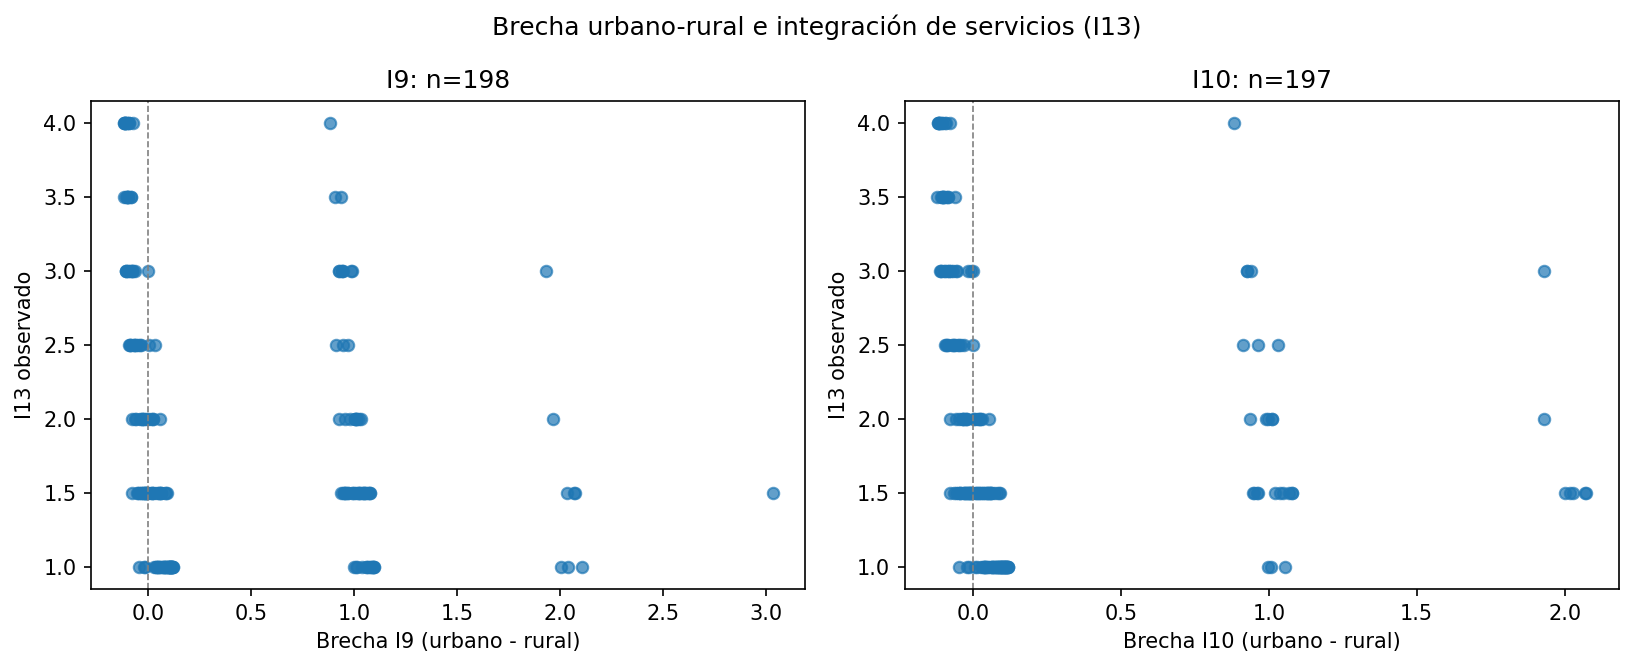 Brecha urbano-rural e integración de servicios (I13)
I9: n=198
I13 observado
4.0
3.5
3.0
2.5
2.0
1.5
1.0
0.0 0.5 1.0 1.5 2.0 2.5 3.0
Brecha I9 (urbano - rural)
I10: n=197
I13 observado
4.0
3.5
3.0
2.5
2.0
1.5
1.0
0.0 0.5 1.0 1.5 2.0
Brecha I10 (urbano - rural)